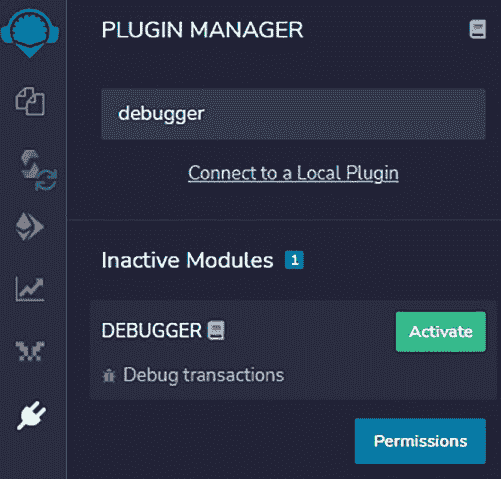 PLUGIN MANAGER
debugger
Connect to a Local Plugin
Inactive Modules 1
DEBUGGER Activate
Debug transactions
Permissions